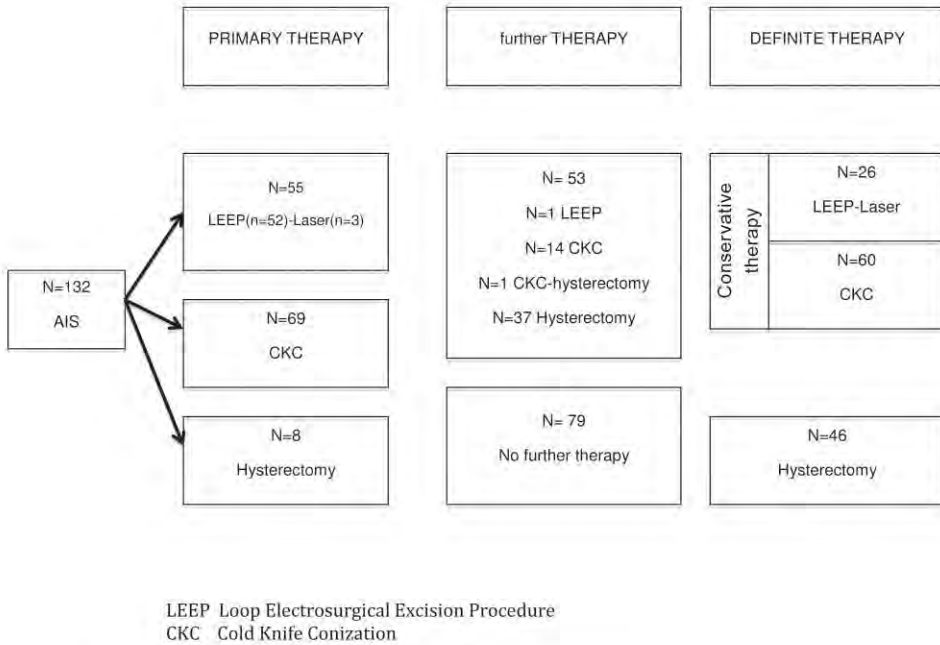 PRIMARY THERAPY
further THERAPY
DEFINITE THERAPY
N=132
AIS
N=55
LEEP(n=52)-Laser(n=3)
N=69
CKC
N=8
Hysterectomy
N= 53
N=1 LEEP
N=14 CKC
N=1 CKC-hysterectomy
N=37 Hysterectomy
N= 79
No further therapy
Conservative
therapy
N=26
LEEP-Laser
N=60
CKC
N=46
Hysterectomy
LEEP Loop Electrosurgical Excision Procedure
CKC Cold Knife Conization